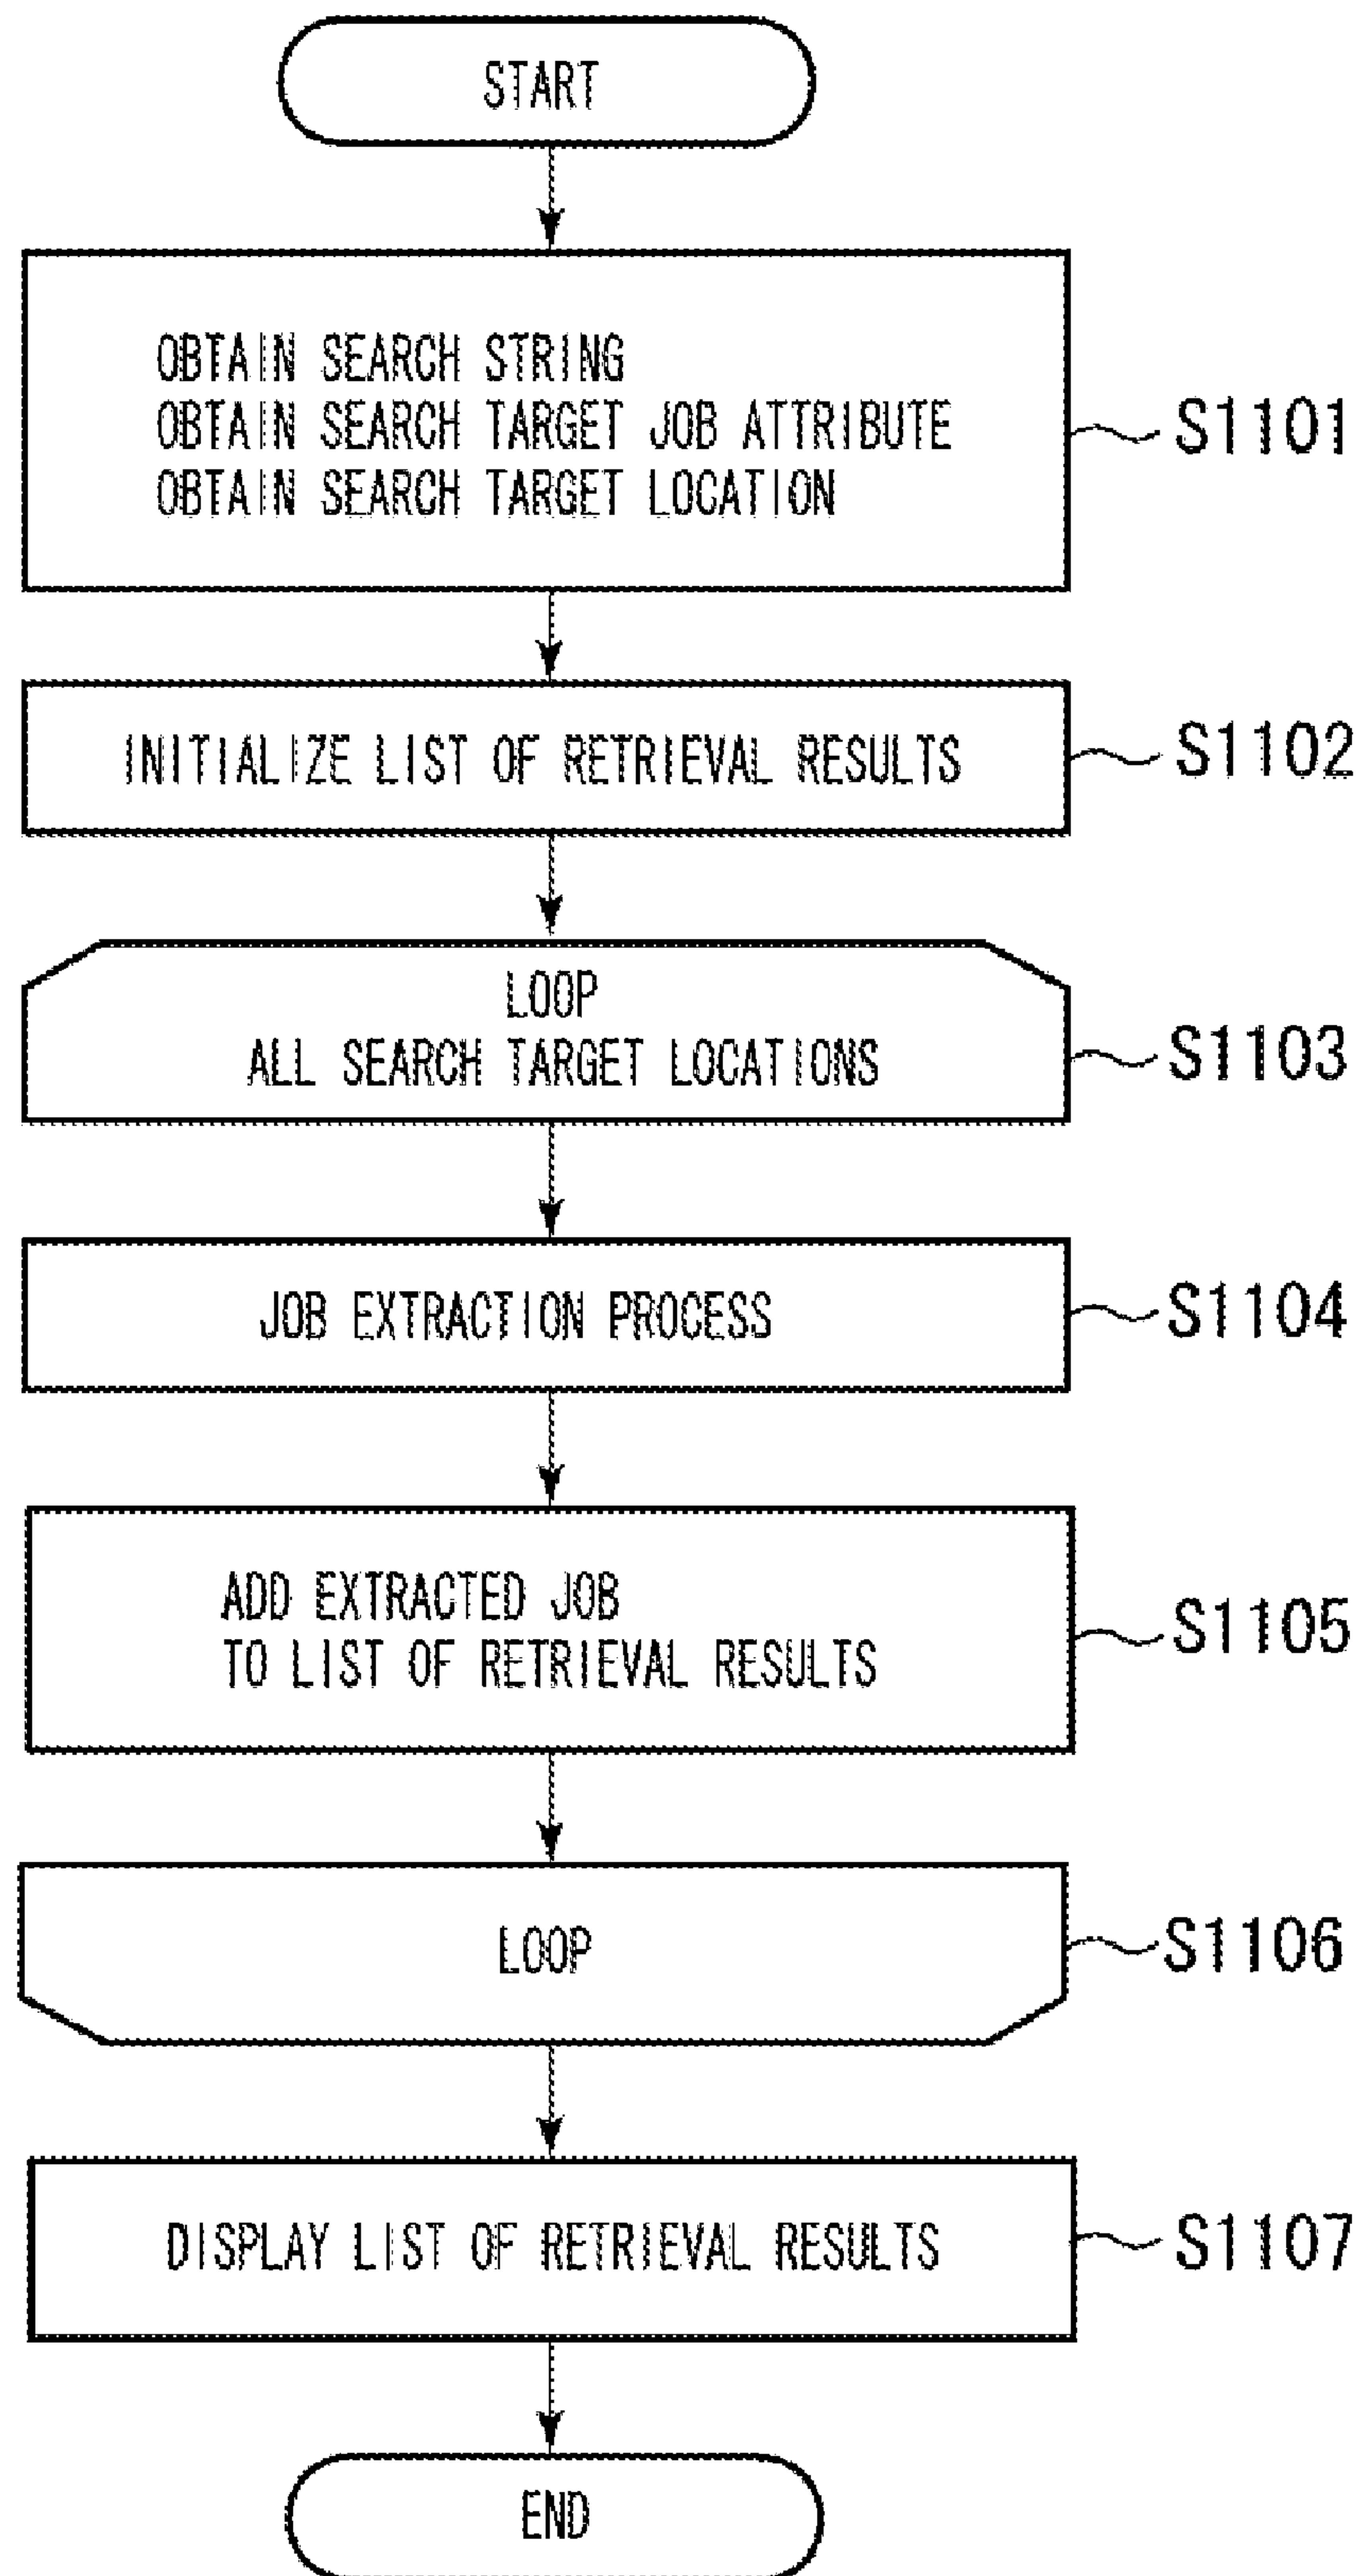 START
OBTAIN SEARCH STRING
OBTAIN SEARCH TARGET JOB ATTRIBUTE
OBTAIN SEARCH TARGET LOCATION
S1101
INITIALIZE LIST OF RETRIEVAL RESULTS
S1102
LOOP
ALL SEARCH TARGET LOCATIONS
S1103
JOB EXTRACTION PROCESS
S1104
ADD EXTRACTED JOB
TO LIST OF RETRIEVAL RESULTS
S1105
LOOP
S1106
DISPLAY LIST OF RETRIEVAL RESULTS
S1107
END